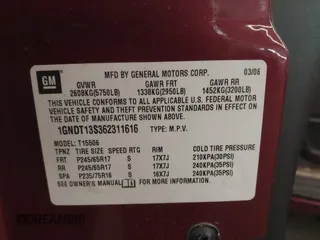 GM
MFD BY GENERAL MOTORS CORP. 03/06
GVWR GAWR FRT GAWR RR
2608KG(5750LB) 1338KG(2950LB) 1452KG(3200LB)
THIS VEHICLE CONFORMS TO ALL APPLICABLE U.S. FEDERAL MOTOR
VEHICLE SAFETY AND THEFT PREVENTION STANDARDS IN EFFECT
ON THE DATE OF MANUFACTURE SHOWN ABOVE.
1GNDT13S362311616 TYPE: M.P.V.
MODEL: T15506
TPNZ TIRE SIZE SPEED RTG RIM COLD TIRE PRESSURE
FRT P245/65R17 S 17X7J 210KPA(30PSI)
RR P245/65R17 S 17X7J 240KPA(35PSI)
SPA P235/75R16 S 16X7J 240KPA(35PSI)
SEE OWNER'S MANUAL FOR ADDITIONAL INFORMATION.